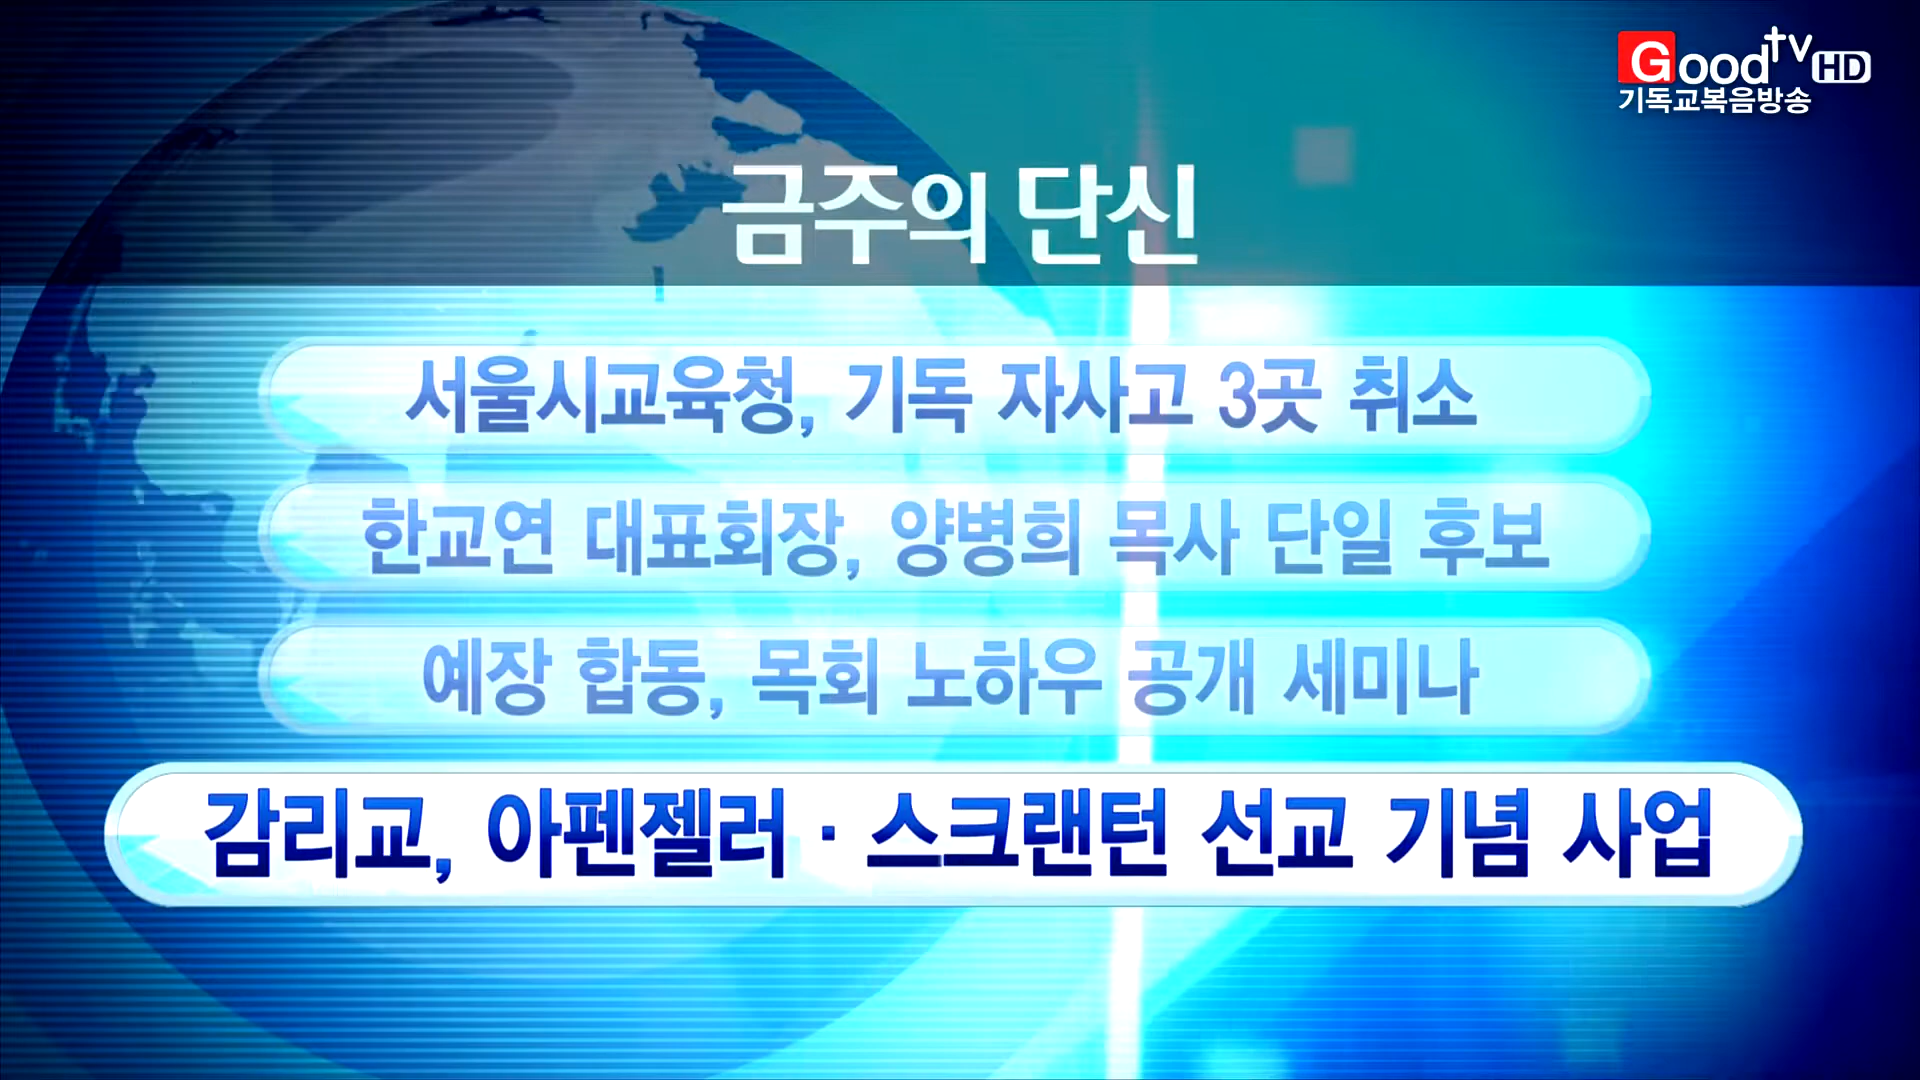 Good tv HD
기독교복음방송
금주의 단신
서울시교육청, 기독 자사고 3곳 취소
한교연 대표회장, 양병희 목사 단일 후보
예장 합동, 목회 노하우 공개 세미나
감리교, 아펜젤러 · 스크랜턴 선교 기념 사업